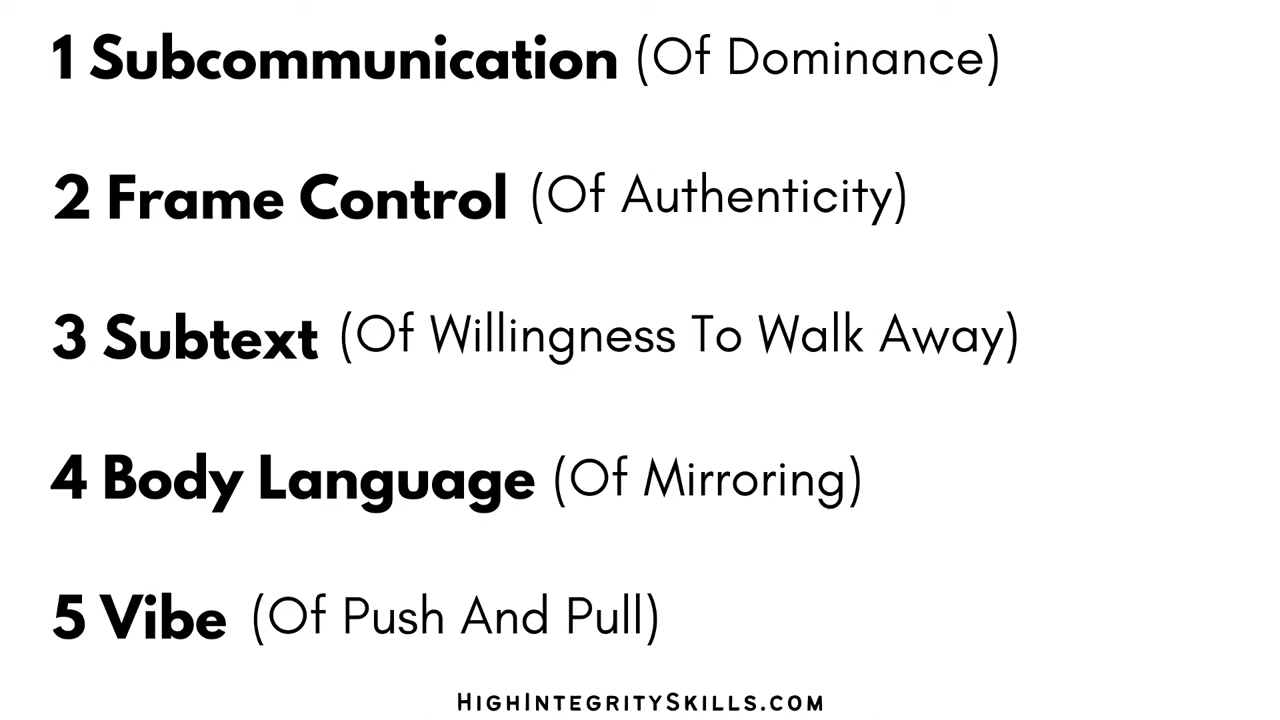 1 Subcommunication (Of Dominance)
2 Frame Control (Of Authenticity)
3 Subtext (Of Willingness To Walk Away)
4 Body Language (Of Mirroring)
5 Vibe (Of Push And Pull)
HighIntegritySkills.com